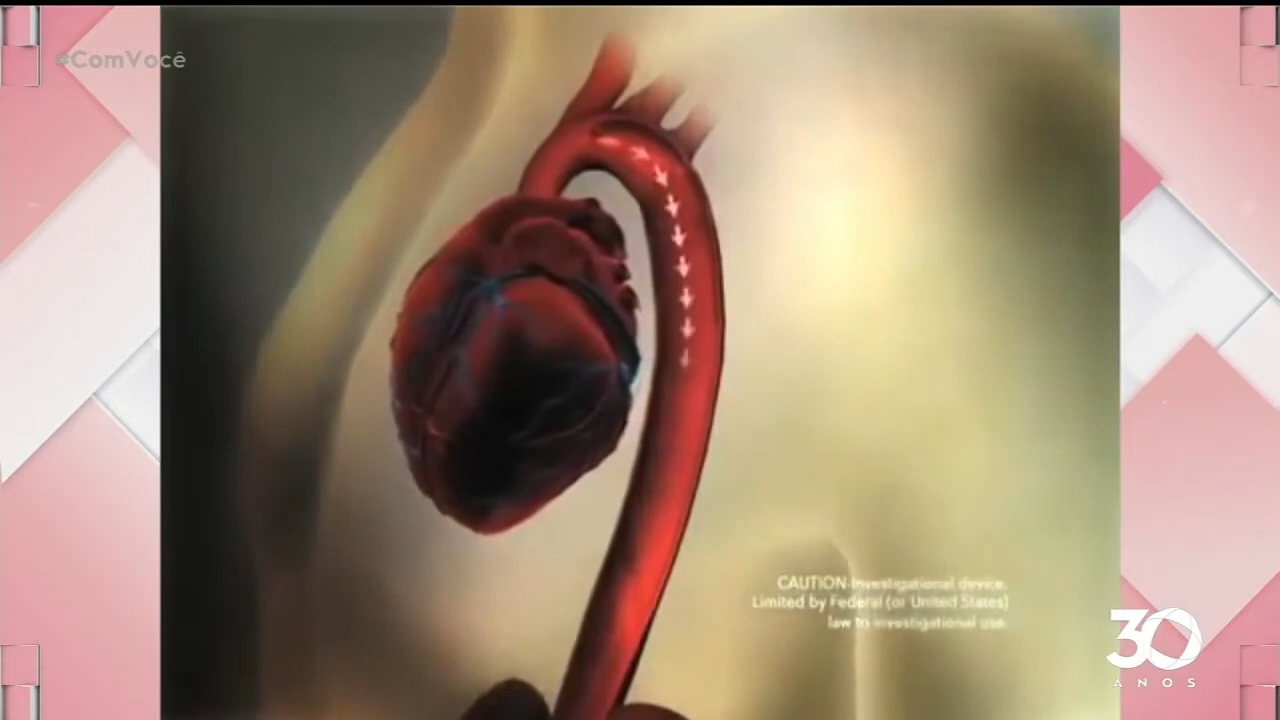 #ComVocê
CAUTION-Investigational device.
Limited by Federal (or United States)
law to investigational use.
30
ANOS